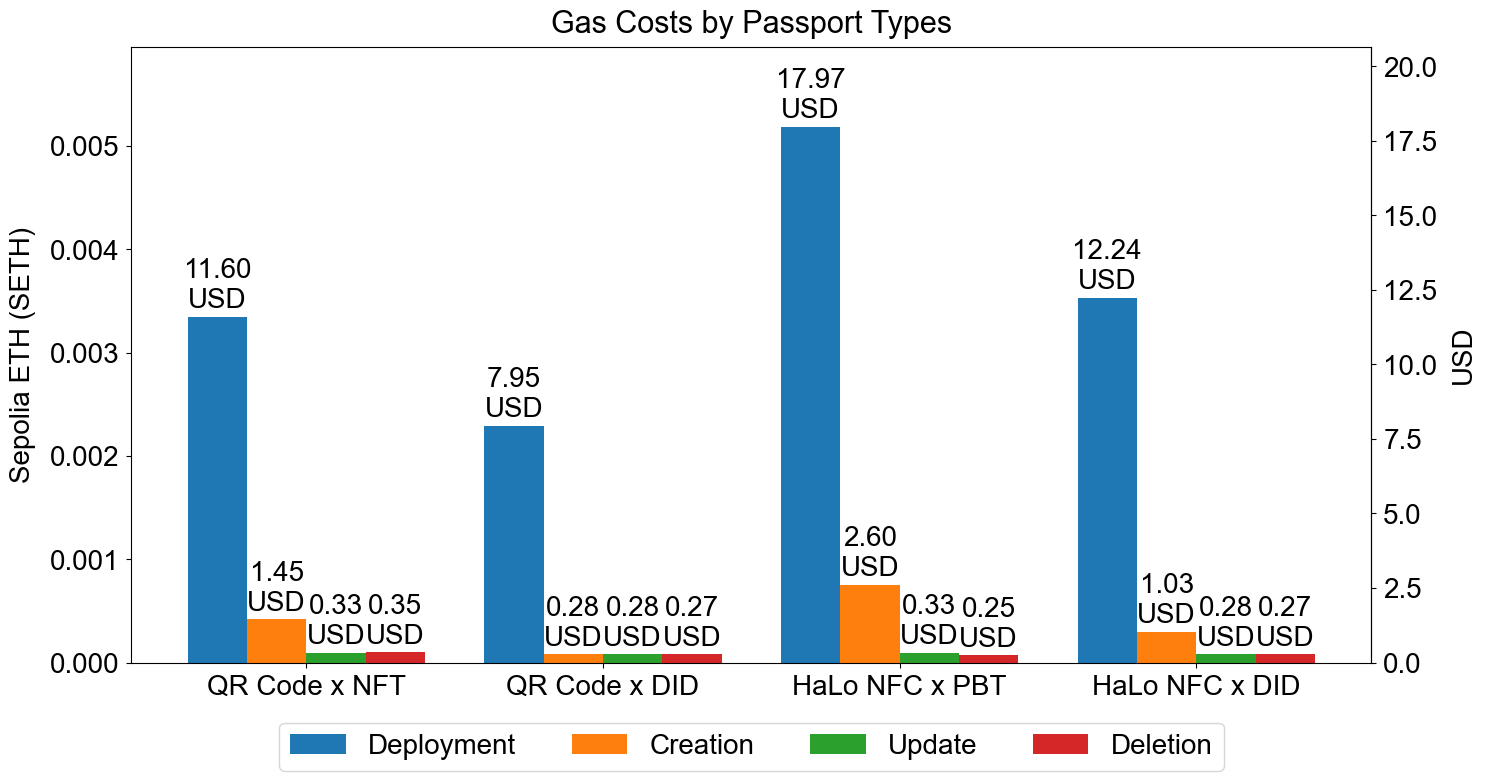 Gas Costs by Passport Types
Sepolia ETH (SETH)
0.005
0.004
0.003
0.002
0.001
0.000
11.60
USD
1.45
USD
0.33
USD
0.35
USD
7.95
USD
0.28
USD
0.28
USD
0.27
USD
17.97
USD
2.60
USD
0.33
USD
0.25
USD
12.24
USD
1.03
USD
0.28
USD
0.27
USD
20.0
17.5
15.0
12.5
10.0
7.5
5.0
2.5
0.0
USD
QR Code x NFT
QR Code x DID
HaLo NFC x PBT
HaLo NFC x DID
Deployment
Creation
Update
Deletion